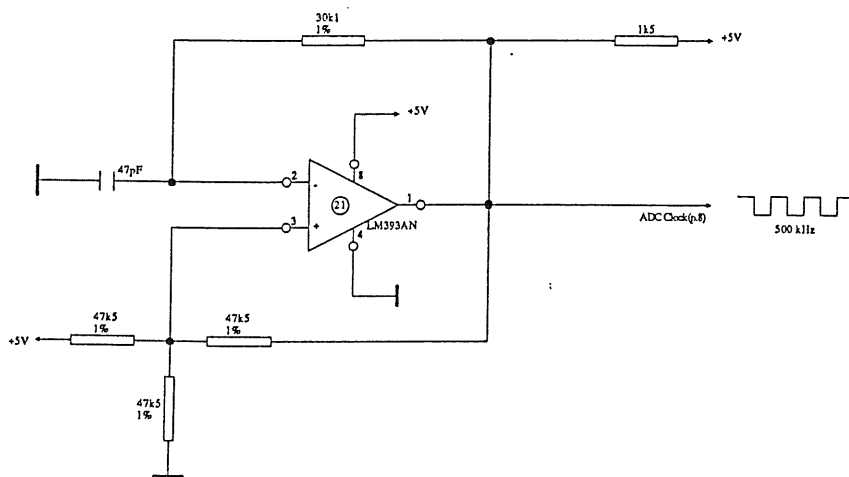 30k1
1%
1k5
+5V
+5V
47pF
2
8
-
21
1
3
+
4
LM393AN
ADC Clock(p.8)
500 kHz
47k5
1%
47k5
1%
+5V
47k5
1%